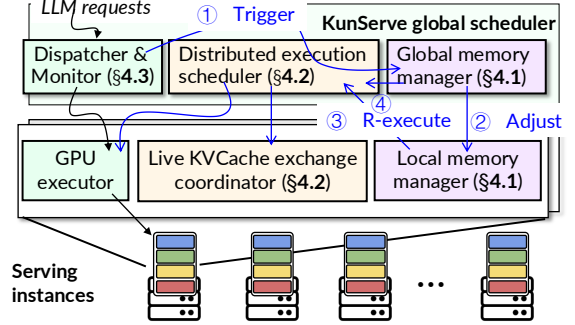 LLM requests
① Trigger
KunServe global scheduler
Dispatcher &
Monitor (§4.3)
Distributed execution
scheduler (§4.2)
Global memory
manager (§4.1)
④
③ R-execute
② Adjust
GPU
executor
Live KVCache exchange
coordinator (§4.2)
Local memory
manager (§4.1)
Serving
instances
...